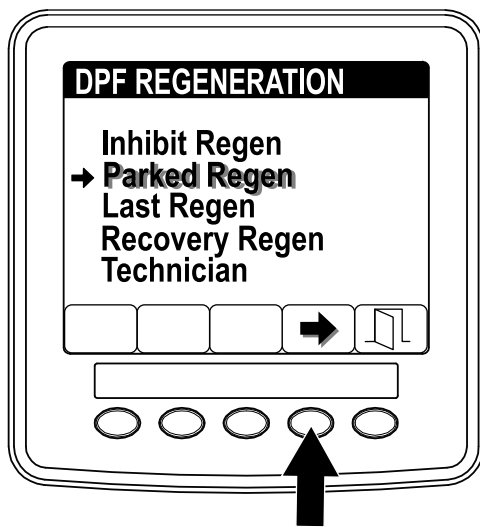 DPF REGENERATION
Inhibit Regen
Parked Regen
Last Regen
Recovery Regen
Technician